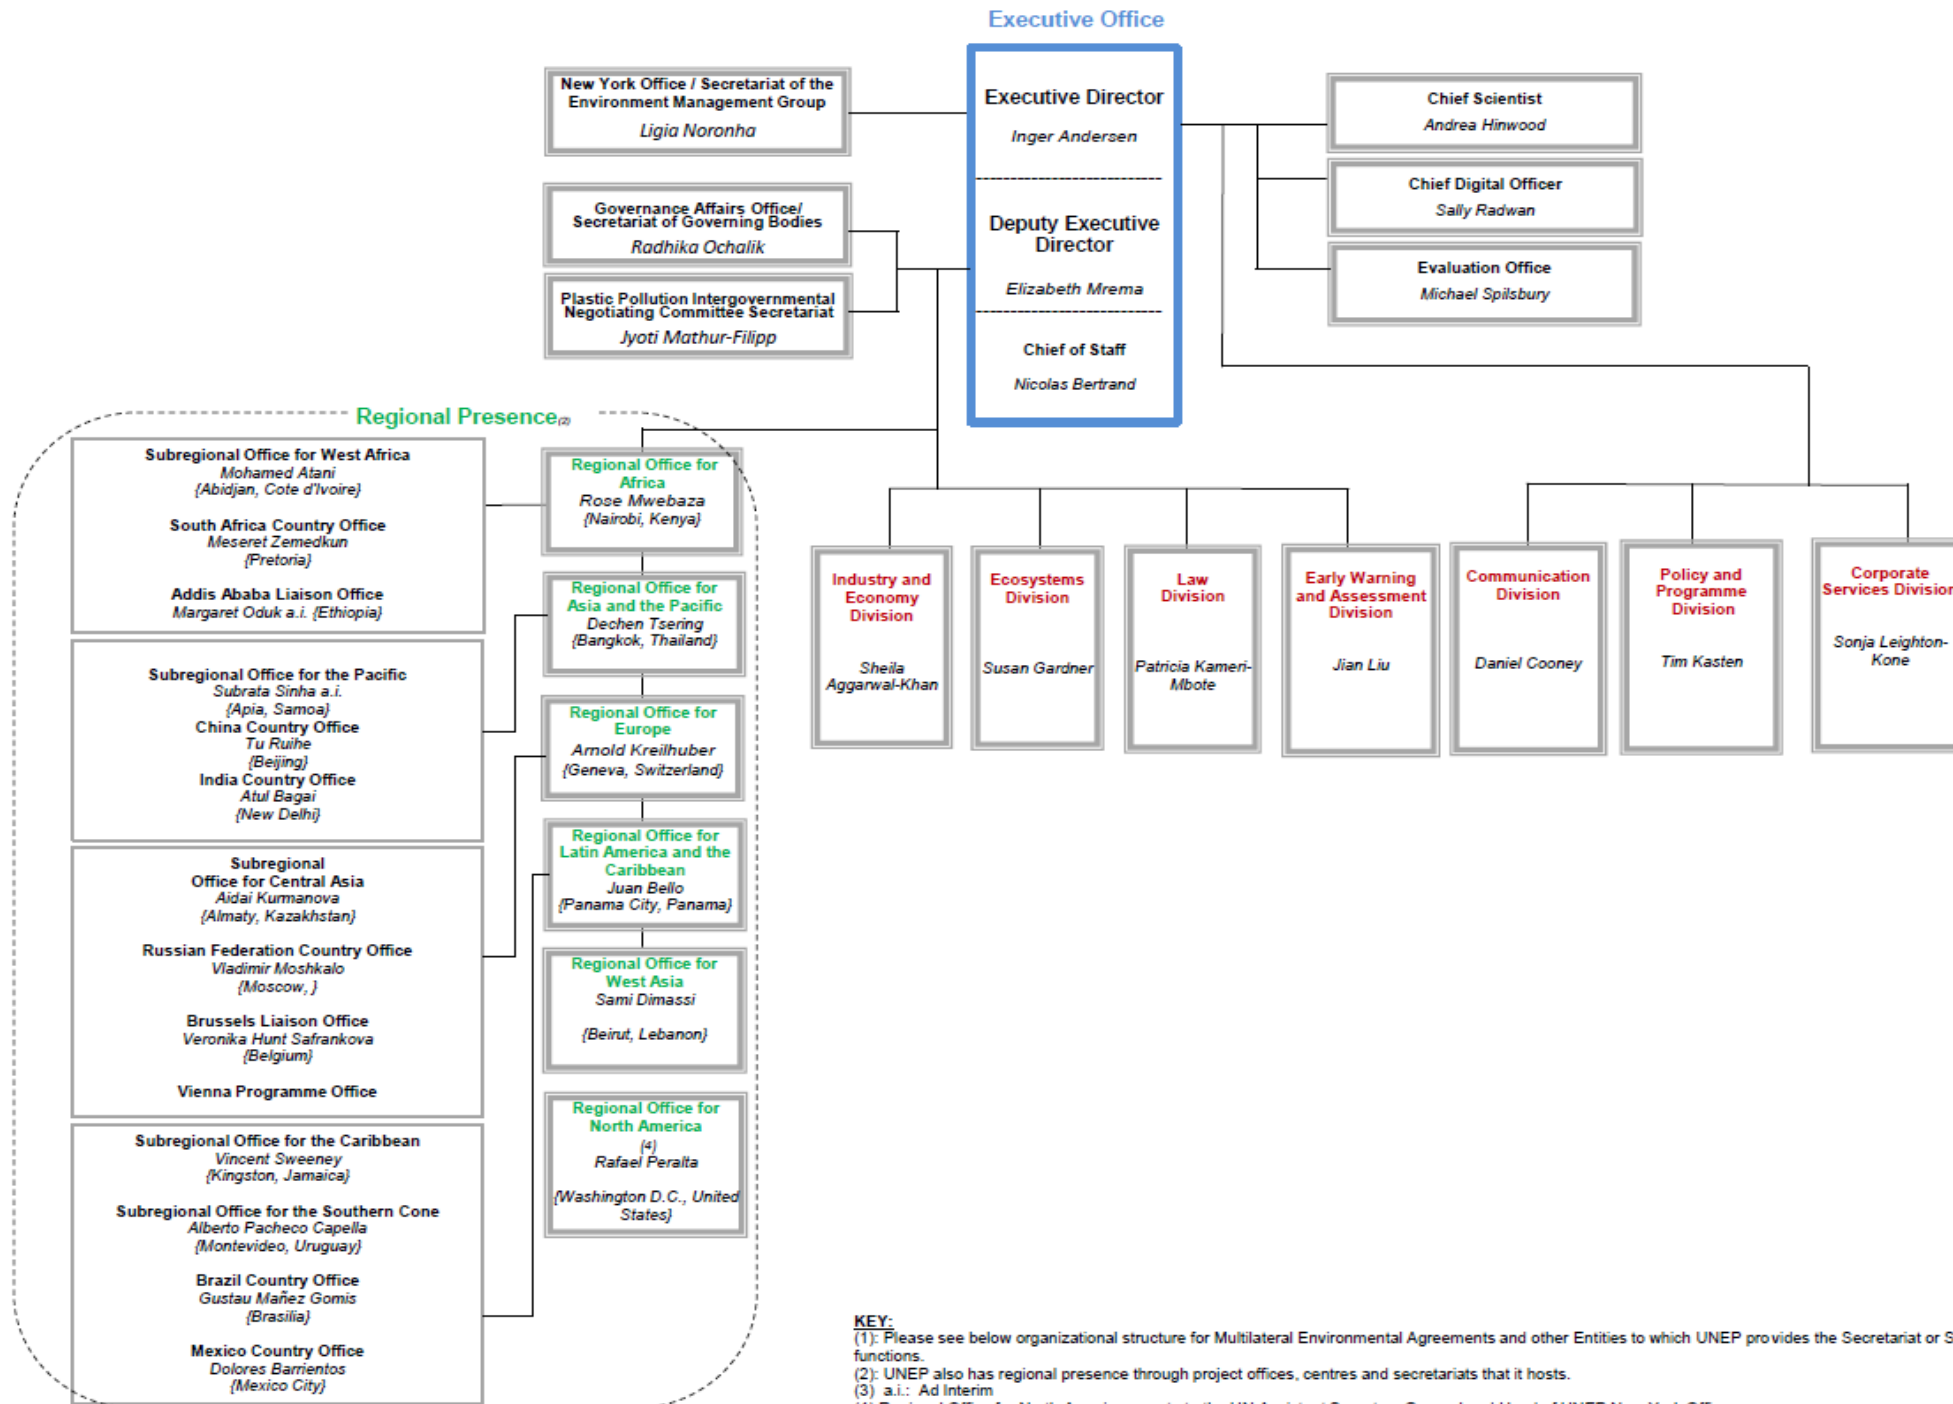 Executive Office
New York Office / Secretariat of the
Environment Management Group
Ligia Noronha
Governance Affairs Office/
Secretariat of Governing Bodies
Radhika Ochalik
Plastic Pollution Intergovernmental
Negotiating Committee Secretariat
Jyoti Mathur-Filipp
Executive Director
Inger Andersen
Deputy Executive
Director
Elizabeth Mrema
Chief of Staff
Nicolas Bertrand
Chief Scientist
Andrea Hinwood
Chief Digital Officer
Sally Radwan
Evaluation Office
Michael Spilsbury
Regional Presence(2)
Subregional Office for West Africa
Mohamed Atani
{Abidjan, Cote d'Ivoire}
South Africa Country Office
Meseret Zemedkun
{Pretoria}
Addis Ababa Liaison Office
Margaret Oduk a.i. {Ethiopia}
Subregional Office for the Pacific
Subrata Sinha a.i.
{Apia, Samoa}
China Country Office
Tu Ruihe
{Beijing}
India Country Office
Atul Bagai
{New Delhi}
Subregional
Office for Central Asia
Aidai Kurmanova
{Almaty, Kazakhstan}
Russian Federation Country Office
Vladimir Moshkalo
{Moscow, }
Brussels Liaison Office
Veronika Hunt Safrankova
{Belgium}
Vienna Programme Office
Subregional Office for the Caribbean
Vincent Sweeney
{Kingston, Jamaica}
Subregional Office for the Southern Cone
Alberto Pacheco Capella
{Montevideo, Uruguay}
Brazil Country Office
Gustau Mañez Gomis
{Brasilia}
Mexico Country Office
Dolores Barrientos
{Mexico City}
Regional Office for
Africa
Rose Mwebaza
{Nairobi, Kenya}
Regional Office for
Asia and the Pacific
Dechen Tsering
{Bangkok, Thailand}
Regional Office for
Europe
Arnold Kreilhuber
{Geneva, Switzerland}
Regional Office for
Latin America and the
Caribbean
Juan Bello
{Panama City, Panama}
Regional Office for
West Asia
Sami Dimassi
{Beirut, Lebanon}
Regional Office for
North America
(4)
Rafael Peralta
{Washington D.C., United
States}
Industry and
Economy
Division
Sheila
Aggarwal-Khan
Ecosystems
Division
Susan Gardner
Law
Division
Patricia Kameri-
Mbote
Early Warning
and Assessment
Division
Jian Liu
Communication
Division
Daniel Cooney
Policy and
Programme
Division
Tim Kasten
Corporate
Services Division
Sonja Leighton-
Kone
KEY:
(1): Please see below organizational structure for Multilateral Environmental Agreements and other Entities to which UNEP provides the Secretariat or S
functions.
(2): UNEP also has regional presence through project offices, centres and secretariats that it hosts.
(3) a.i.: Ad Interim